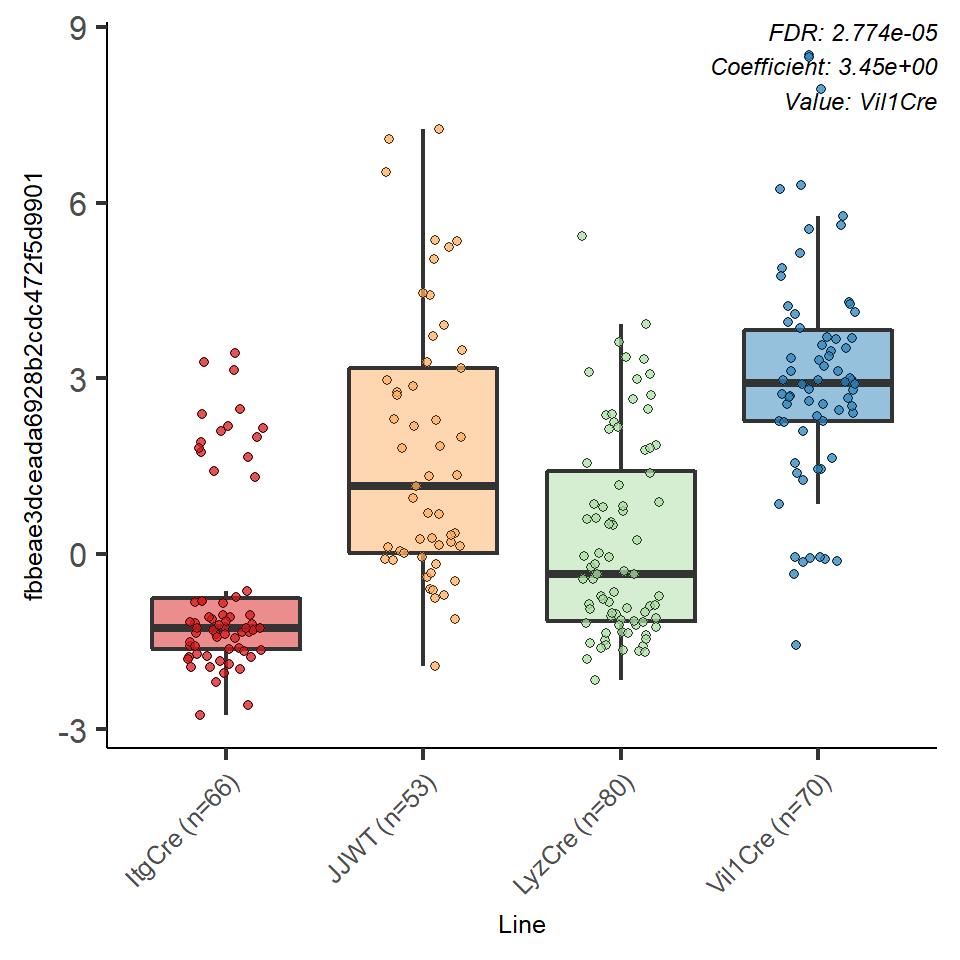 FDR: 2.774e-05
Coefficient: 3.45e+00
Value: Vil1Cre
9
6
3
0
-3
fbbeae3dceada6928b2cdc472f5d9901
ItgCre (n=66)
JJWT (n=53)
LyzCre (n=80)
Vil1Cre (n=70)
Line